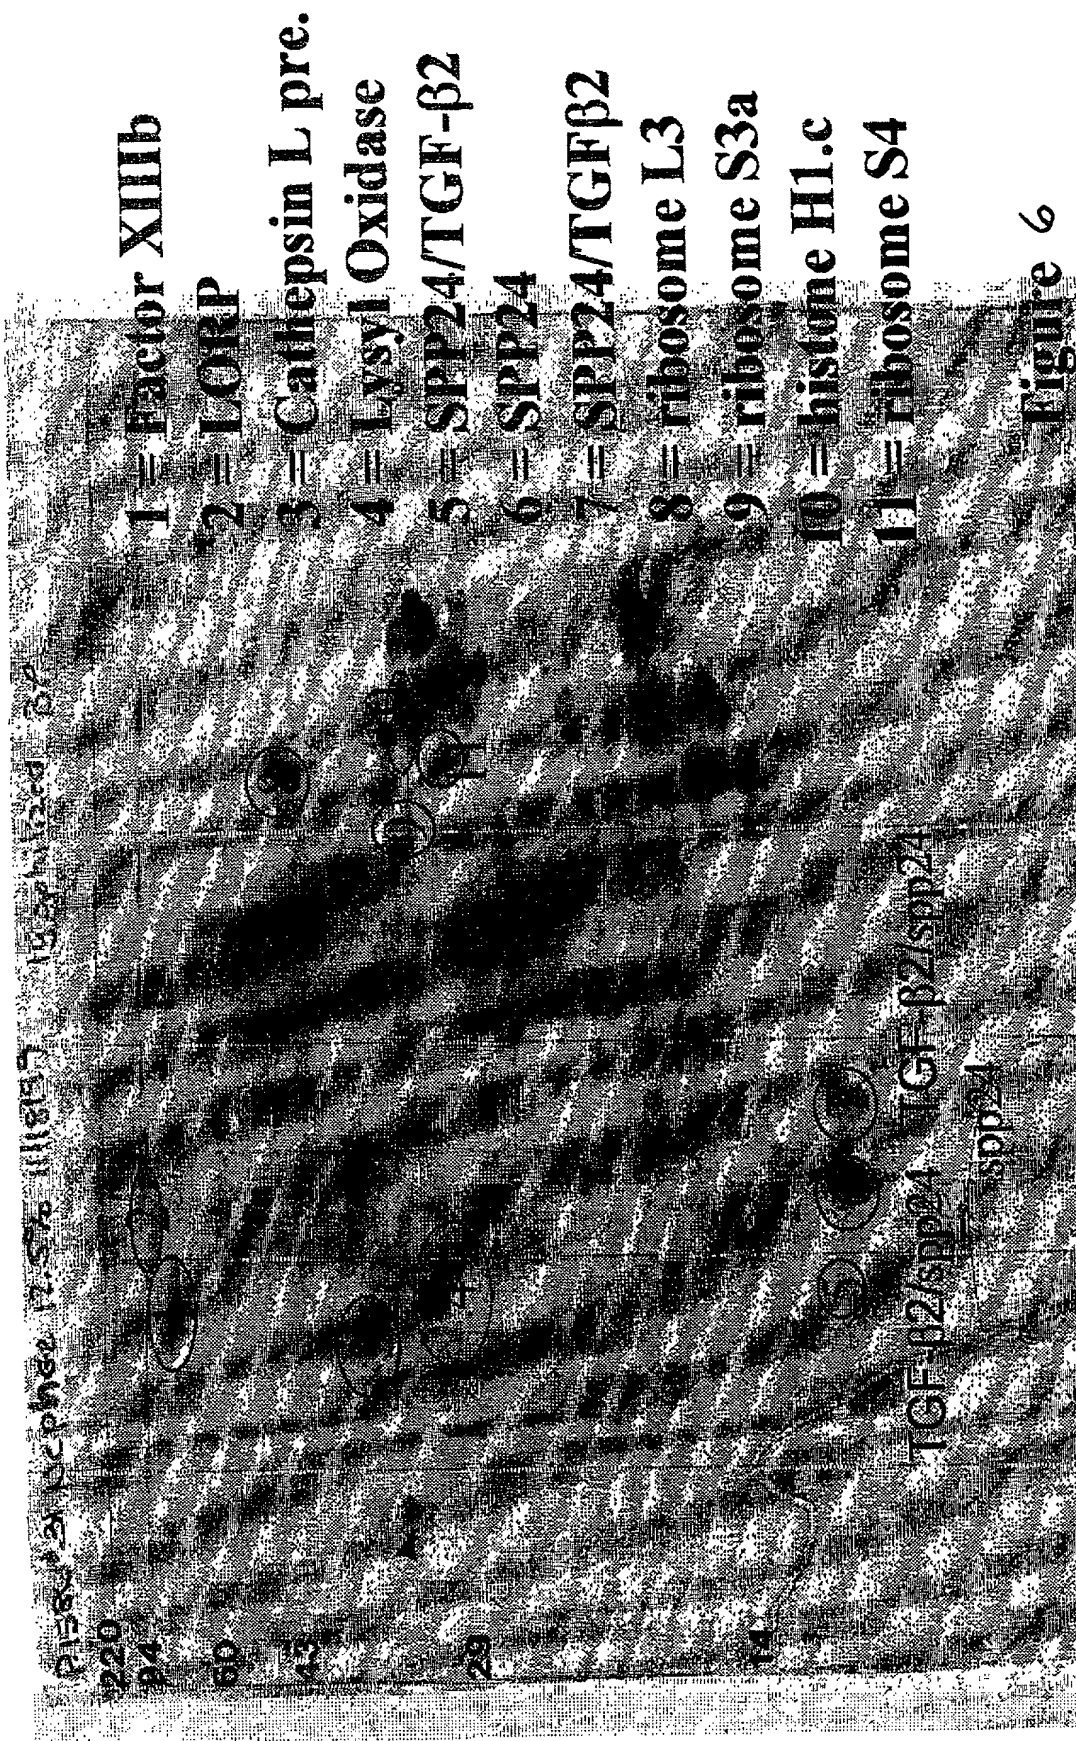 220
94
60
43
29
14
1 = Factor XIIIb
2 = LORP
3 = Cathepsin L pre.
4 = Lysyl Oxidase
5 = SPP24/TGF-β2
6 = SPP24
7 = SPP24/TGFβ2
8 = ribosome L3
9 = ribosome S3a
10 = histone H1.c
11 = ribosome S4
TGF-β2/spp24 TGF-β2/spp24
spp24
Figure 6